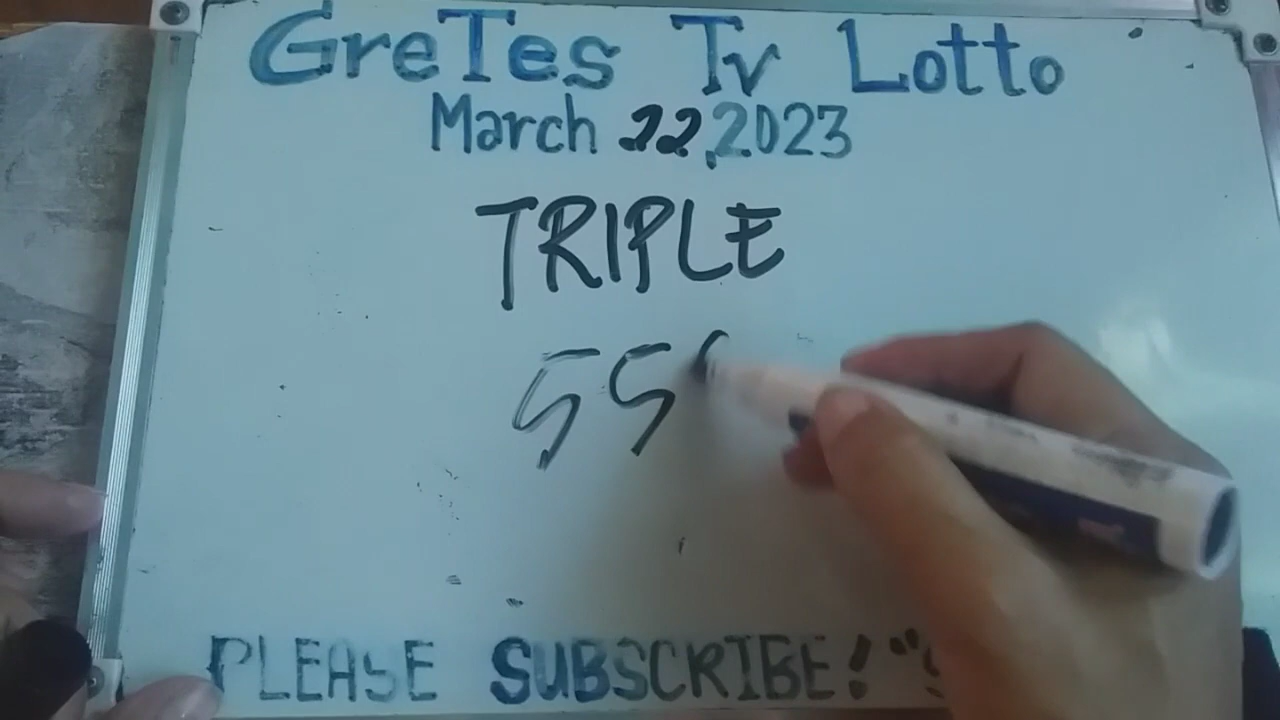 GreTes Tv Lotto
March 22,2023
TRIPLE
55
PLEASE SUBSCRIBE! "